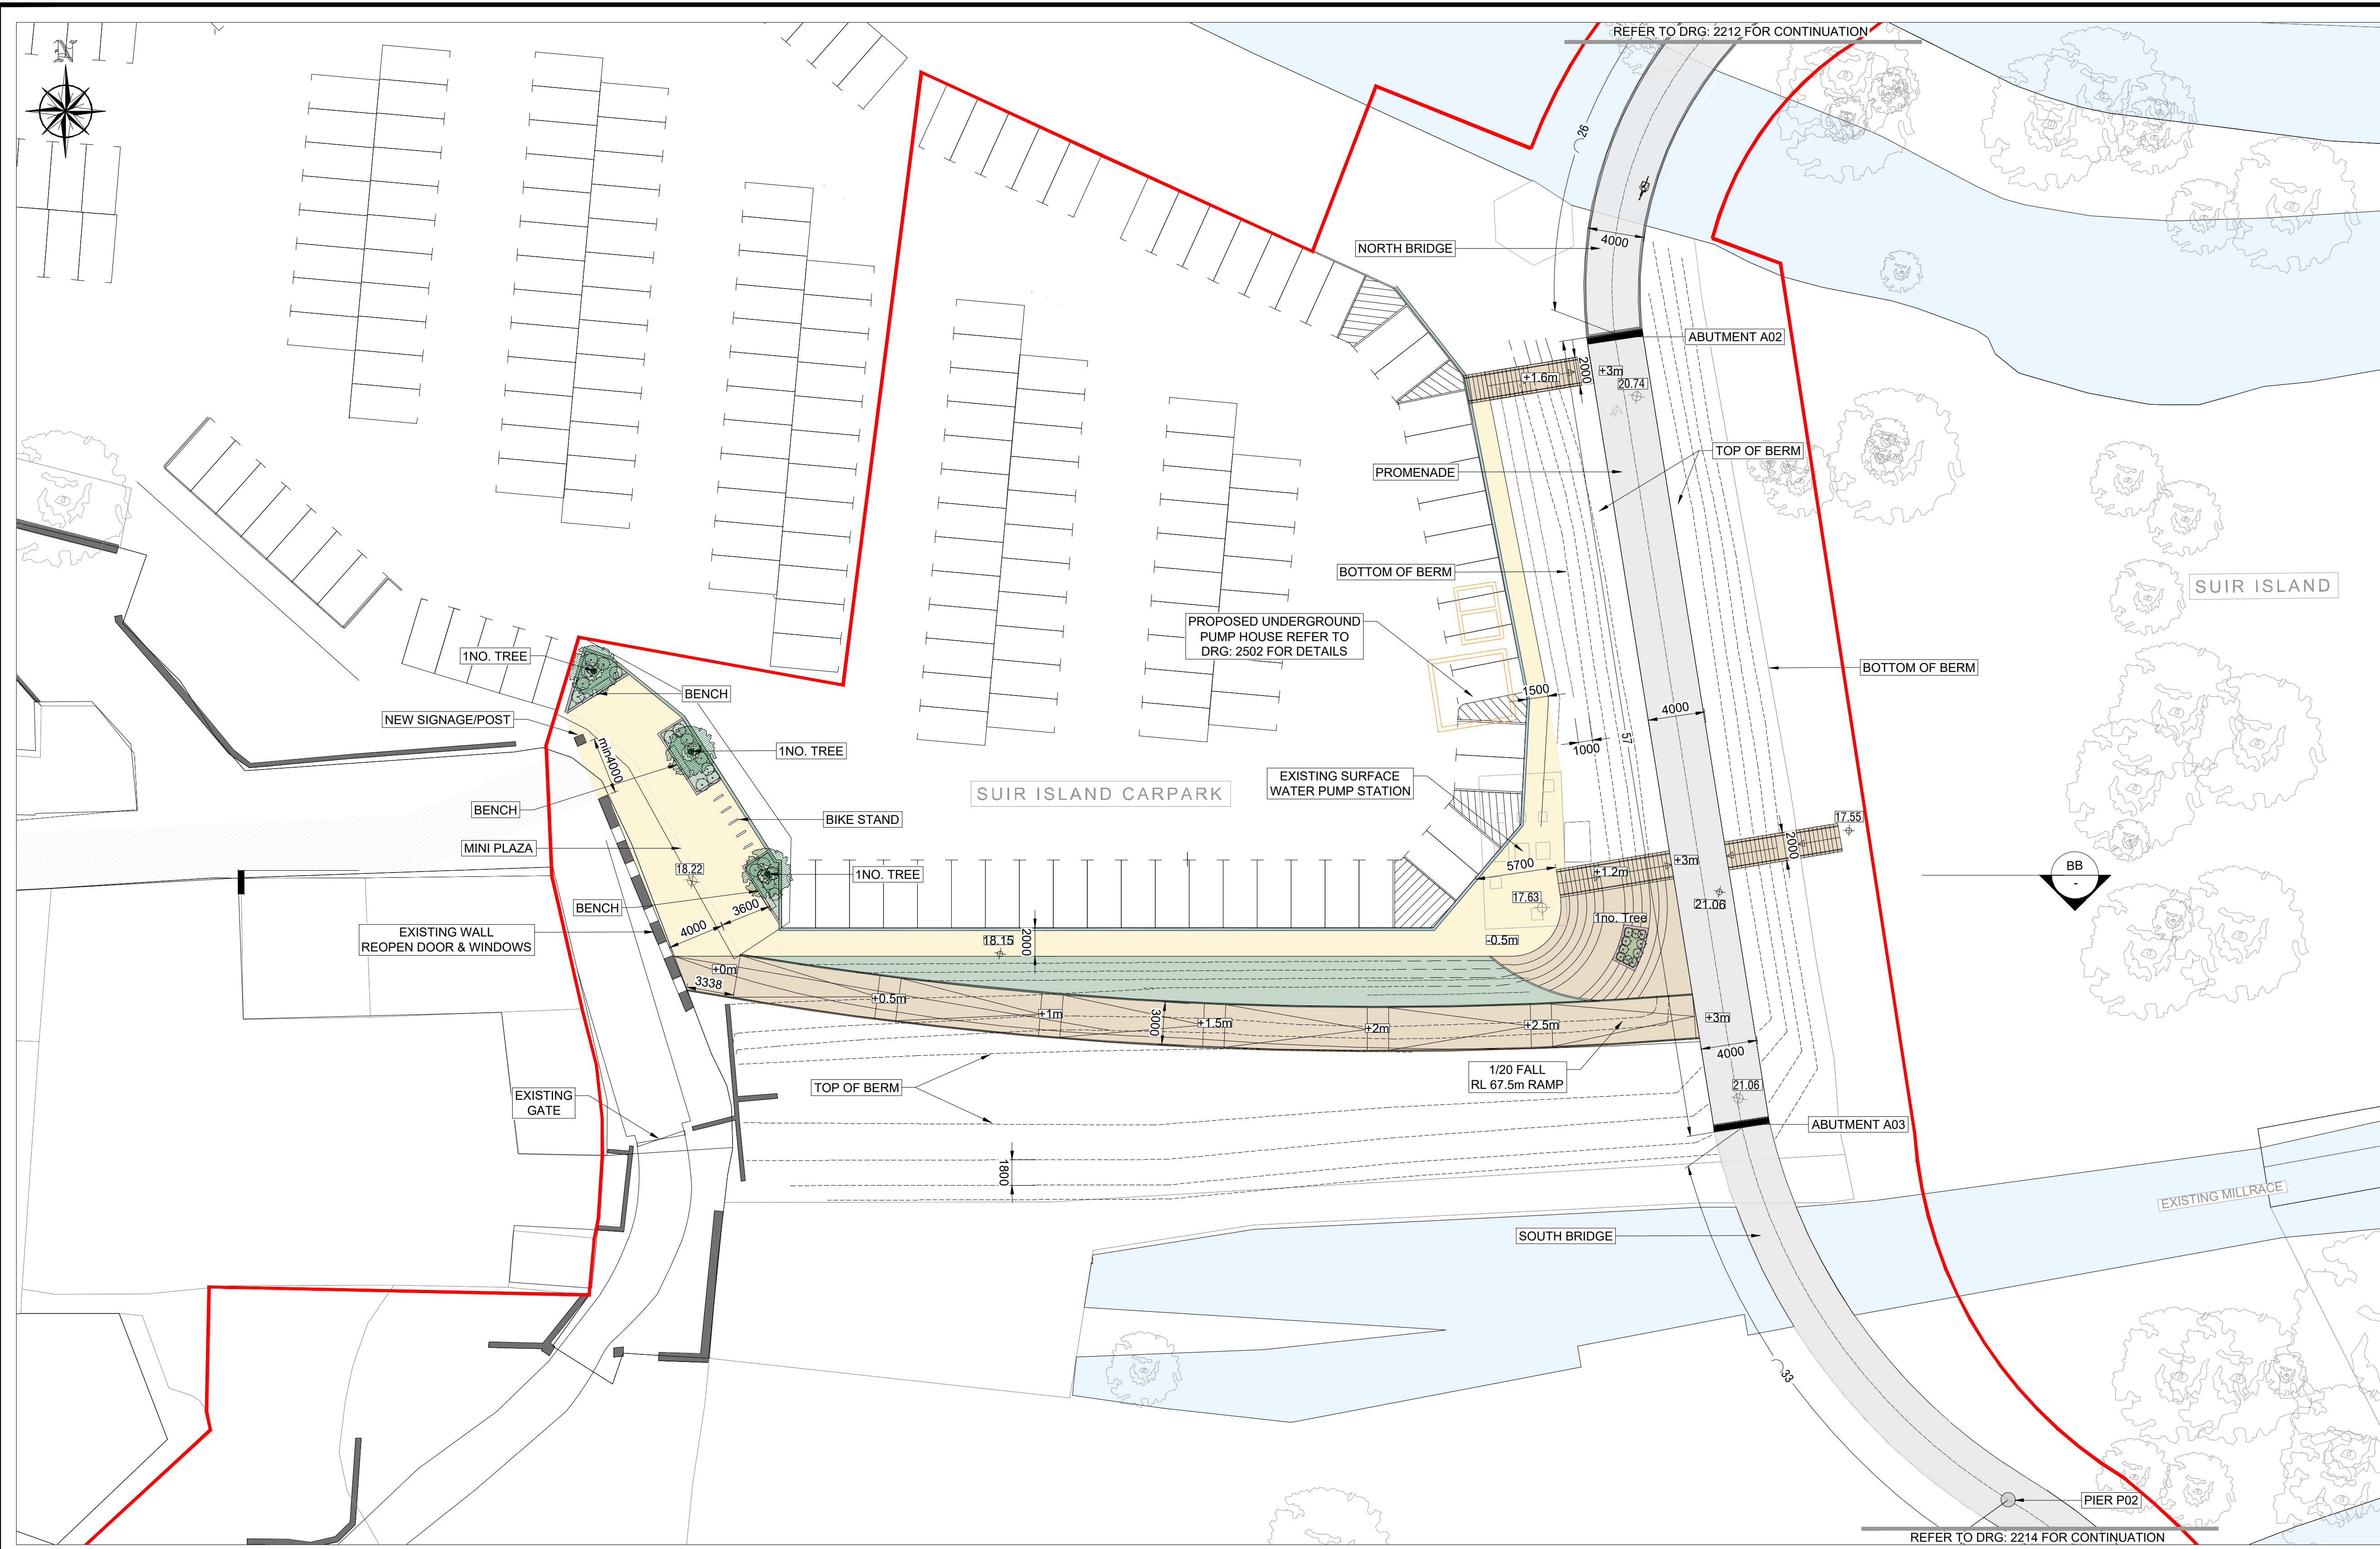 REFER TO DRG: 2212 FOR CONTINUATION
N
26
4000
NORTH BRIDGE
ABUTMENT A02
2000
+1.6m
+3m
20.74
TOP OF BERM
PROMENADE
BOTTOM OF BERM
SUIR ISLAND
PROPOSED UNDERGROUND
PUMP HOUSE REFER TO
DRG: 2502 FOR DETAILS
1NO. TREE
BOTTOM OF BERM
BENCH
1500
NEW SIGNAGE/POST
4000
min4000
1NO. TREE
57
1000
SUIR ISLAND CARPARK
EXISTING SURFACE
WATER PUMP STATION
BENCH
BIKE STAND
17.55
MINI PLAZA
2000
18.22
1NO. TREE
5700
+3m
+1.2m
BB
-
BENCH
3600
17.63
21.06
1no. Tree
EXISTING WALL
REOPEN DOOR & WINDOWS
4000
18.15
2000
-0.5m
+0m
3338
+0.5m
+1m
3000
+1.5m
+2m
+2.5m
+3m
4000
1/20 FALL
RL 67.5m RAMP
TOP OF BERM
21.06
EXISTING
GATE
ABUTMENT A03
1800
EXISTING MILLRACE
SOUTH BRIDGE
33
PIER P02
REFER TO DRG: 2214 FOR CONTINUATION